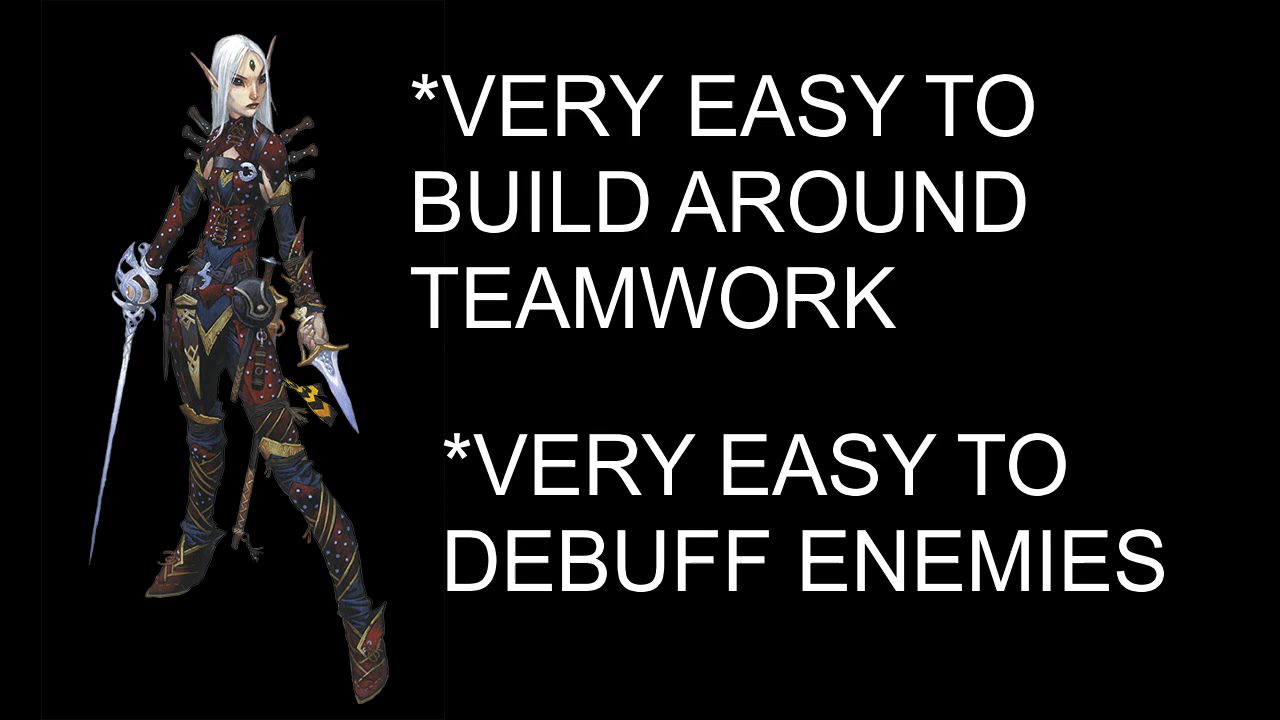 *VERY EASY TO
BUILD AROUND
TEAMWORK
*VERY EASY TO
DEBUFF ENEMIES